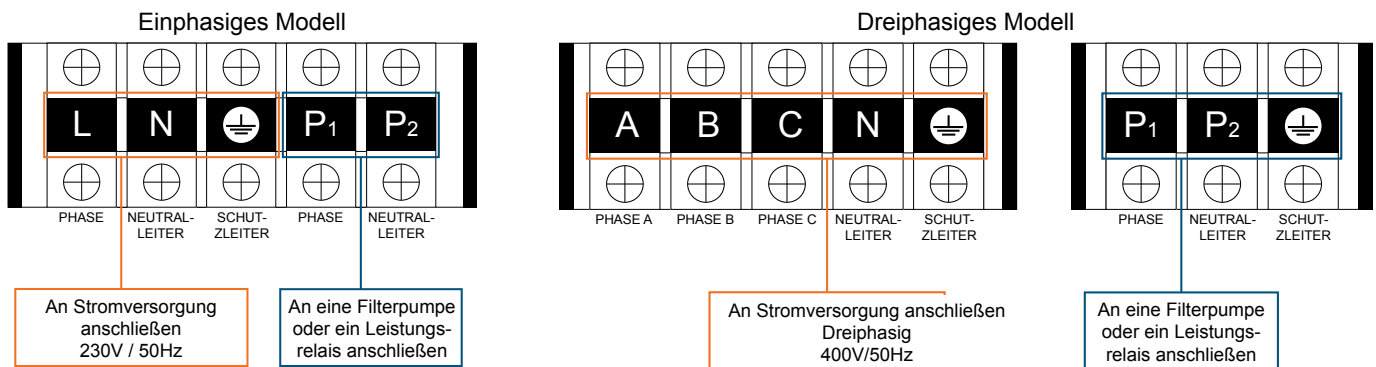 Einphasiges Modell
L N P1 P2
PHASE NEUTRAL- SCHUT- PHASE NEUTRAL-
LEITER ZLEITER LEITER
An Stromversorgung
anschließen
230V / 50Hz
An eine Filterpumpe
oder ein Leistungs-
relais anschließen
Dreiphasiges Modell
A B C N
PHASE A PHASE B PHASE C NEUTRAL- SCHUT-
LEITER ZLEITER
An Stromversorgung anschließen
Dreiphasig
400V/50Hz
P1 P2
PHASE NEUTRAL- SCHUT-
LEITER ZLEITER
An eine Filterpumpe
oder ein Leistungs-
relais anschließen